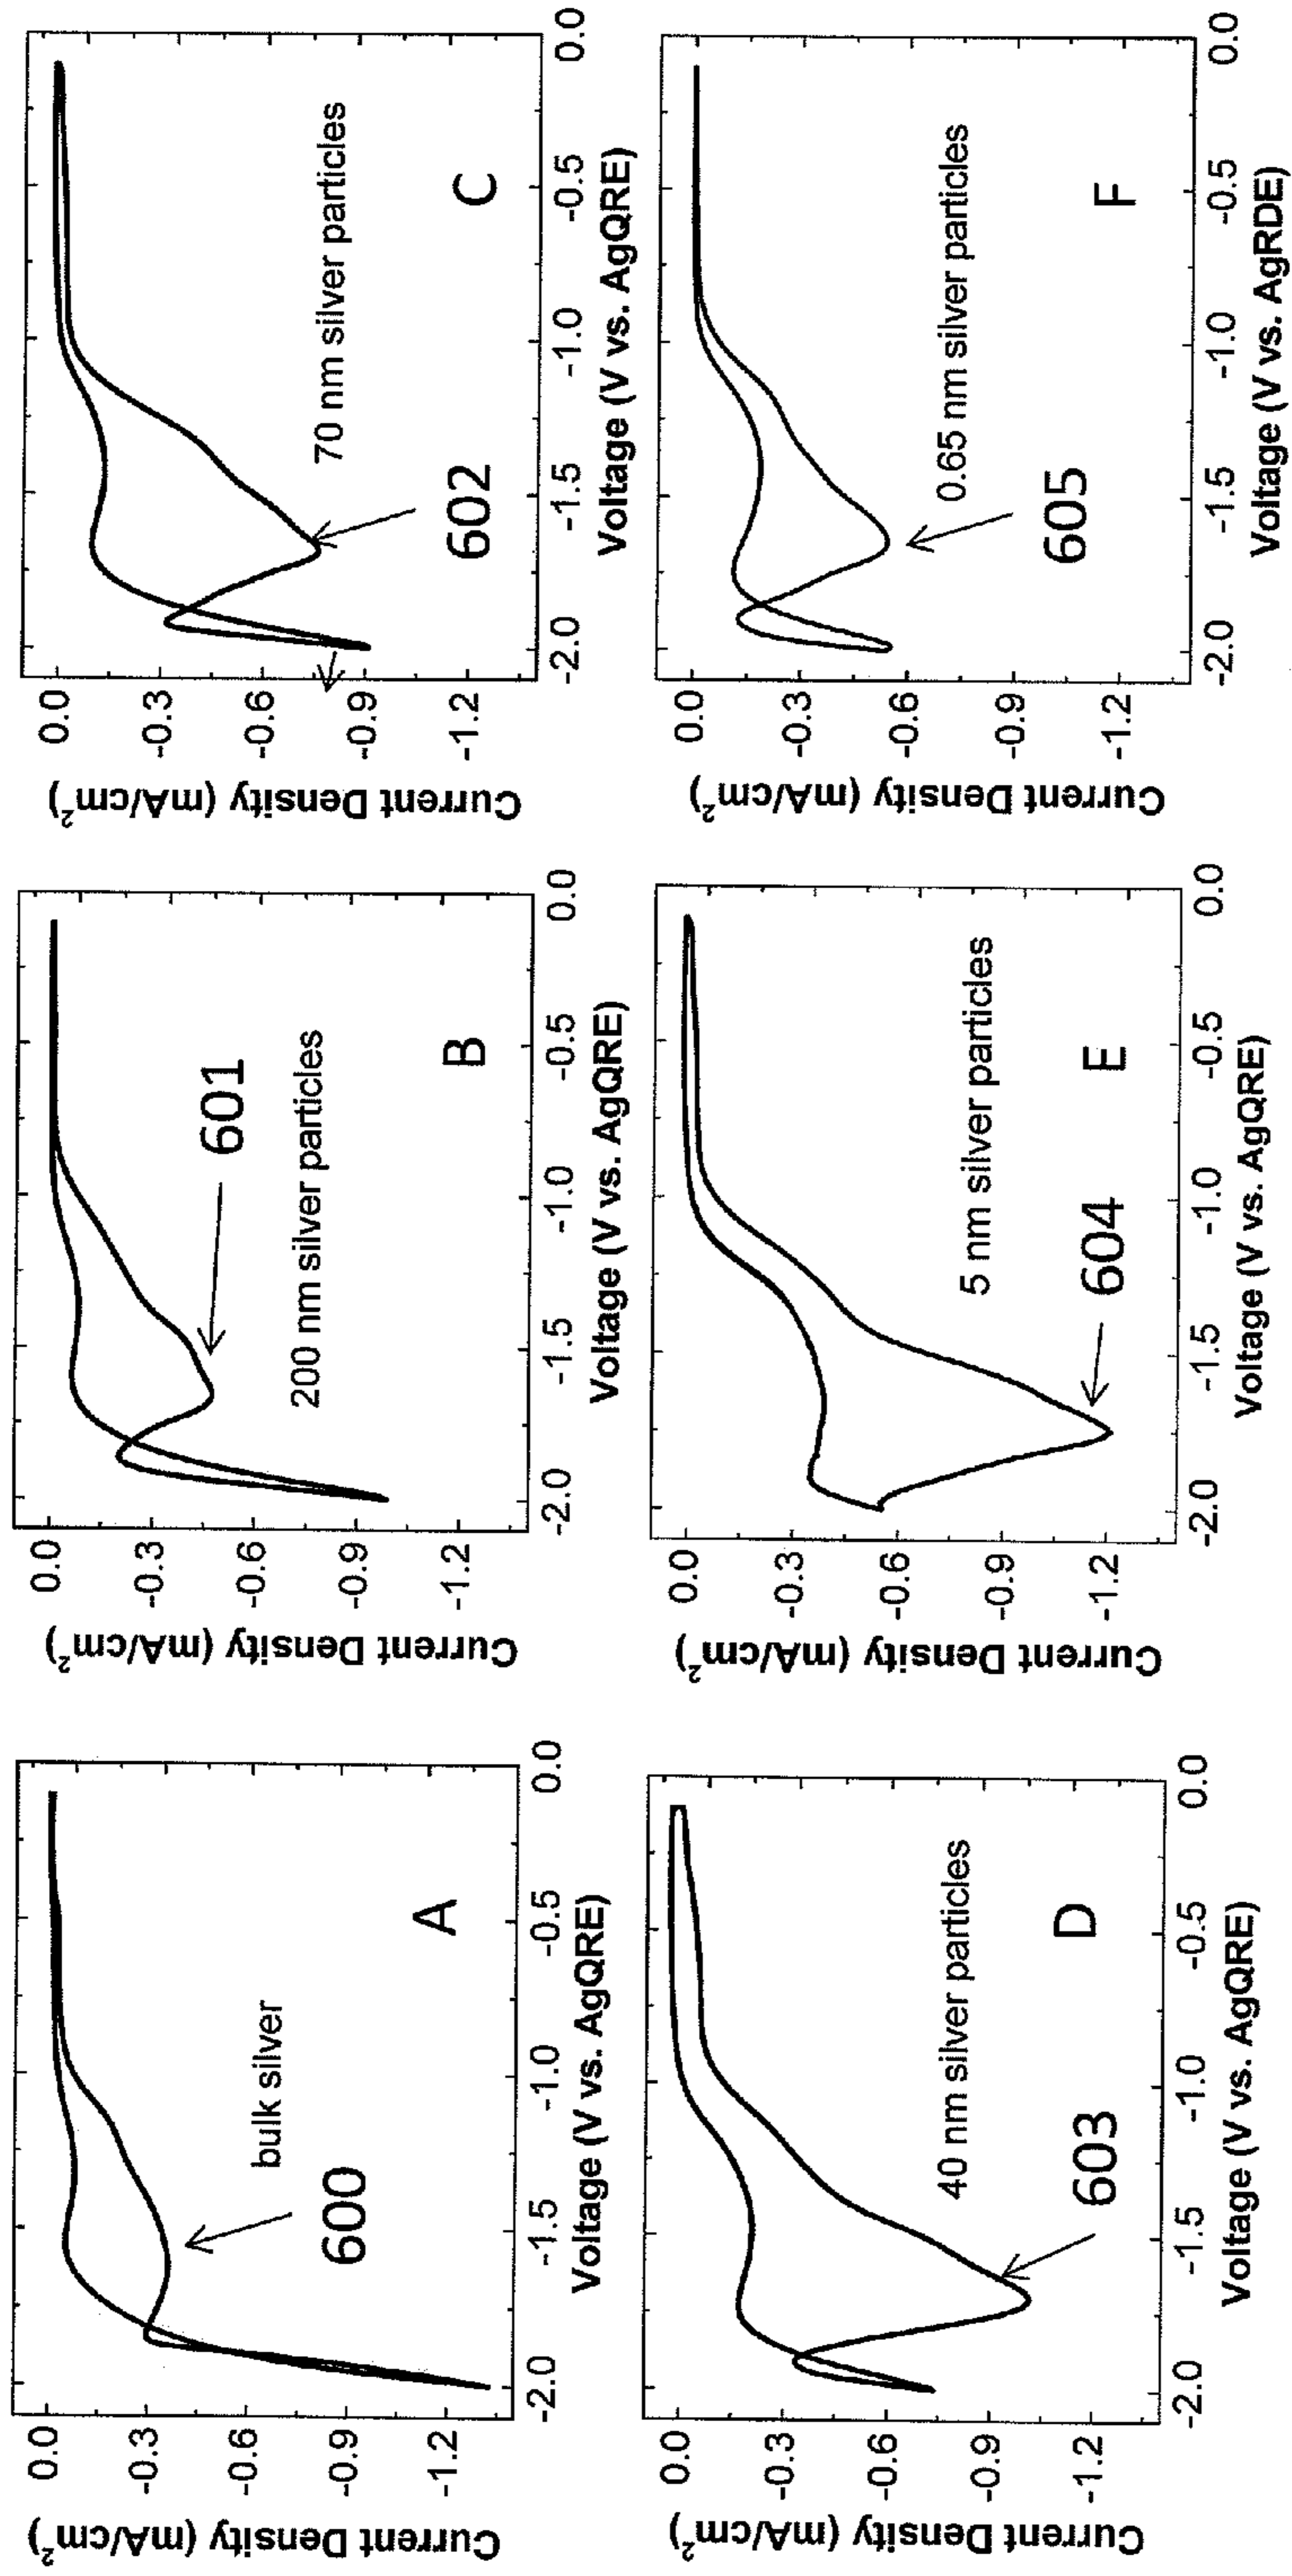 Current Density (mA/cm²)
0.0
-0.3
-0.6
-0.9
-1.2
bulk silver
600
A
-2.0 -1.5 -1.0 -0.5 0.0
Voltage (V vs. AgQRE)
Current Density (mA/cm²)
0.0
-0.3
-0.6
-0.9
-1.2
601
200 nm silver particles
B
-2.0 -1.5 -1.0 -0.5 0.0
Voltage (V vs. AgQRE)
Current Density (mA/cm²)
0.0
-0.3
-0.6
-0.9
-1.2
70 nm silver particles
602
C
-2.0 -1.5 -1.0 -0.5 0.0
Voltage (V vs. AgQRE)
Current Density (mA/cm²)
0.0
-0.3
-0.6
-0.9
-1.2
40 nm silver particles
603
D
-2.0 -1.5 -1.0 -0.5 0.0
Voltage (V vs. AgQRE)
Current Density (mA/cm²)
0.0
-0.3
-0.6
-0.9
-1.2
5 nm silver particles
604
E
-2.0 -1.5 -1.0 -0.5 0.0
Voltage (V vs. AgQRE)
Current Density (mA/cm²)
0.0
-0.3
-0.6
-0.9
-1.2
0.65 nm silver particles
605
F
-2.0 -1.5 -1.0 -0.5 0.0
Voltage (V vs. AgRDE)